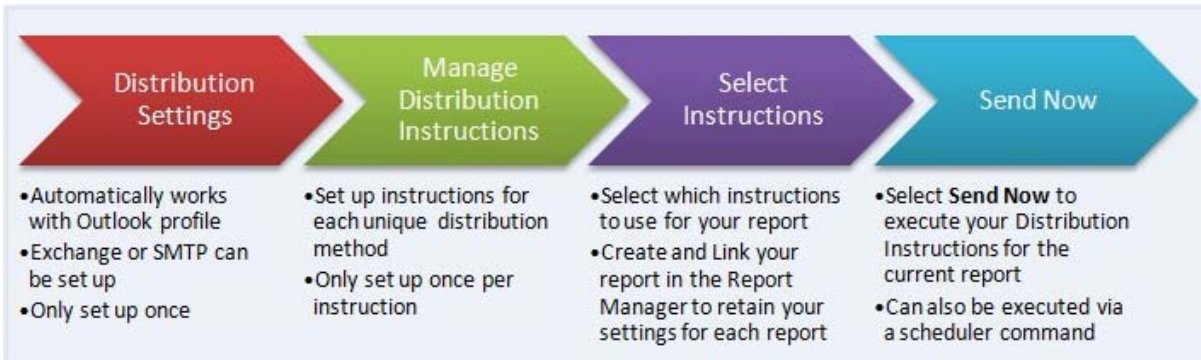 Distribution
Settings
•Automatically works
with Outlook profile
•Exchange or SMTP can
be set up
•Only set up once
Manage
Distribution
Instructions
•Set up instructions for
each unique distribution
method
•Only set up once per
instruction
Select
Instructions
•Select which instructions
to use for your report
•Create and Link your
report in the Report
Manager to retain your
settings for each report
Send Now
•Select Send Now to
execute your Distribution
Instructions for the
current report
•Can also be executed via
a scheduler command